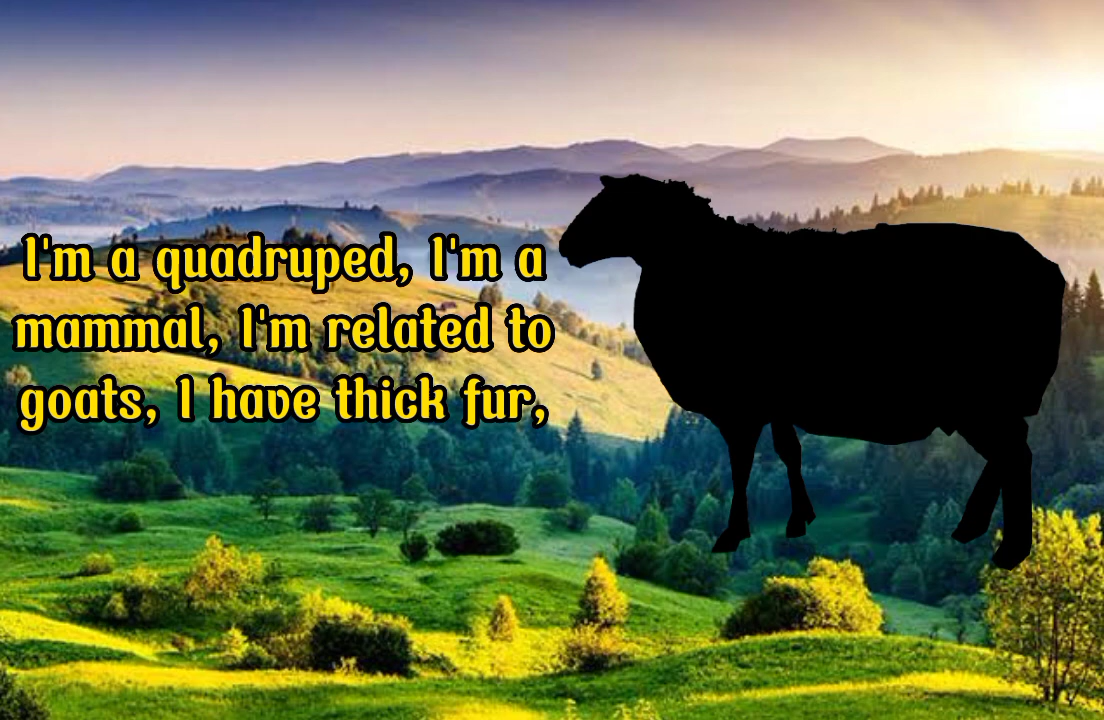 I'm a quadruped, I'm a
mammal, I'm related to
goats, I have thick fur,